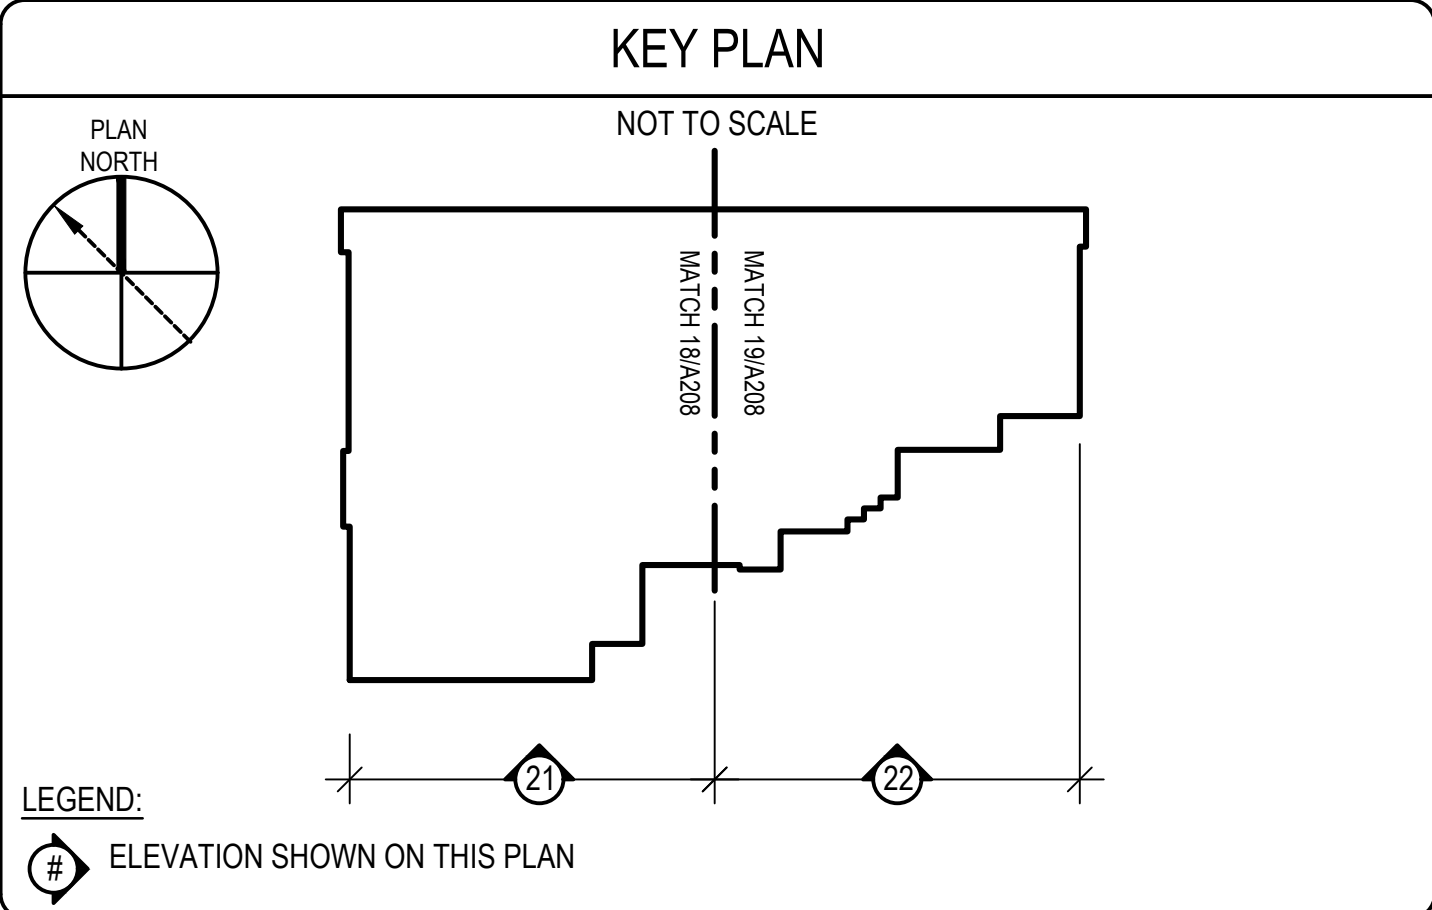 KEY PLAN
NOT TO SCALE
PLAN
NORTH
MATCH 18/A208
MATCH 19/A208
21
22
LEGEND:
#
ELEVATION SHOWN ON THIS PLAN